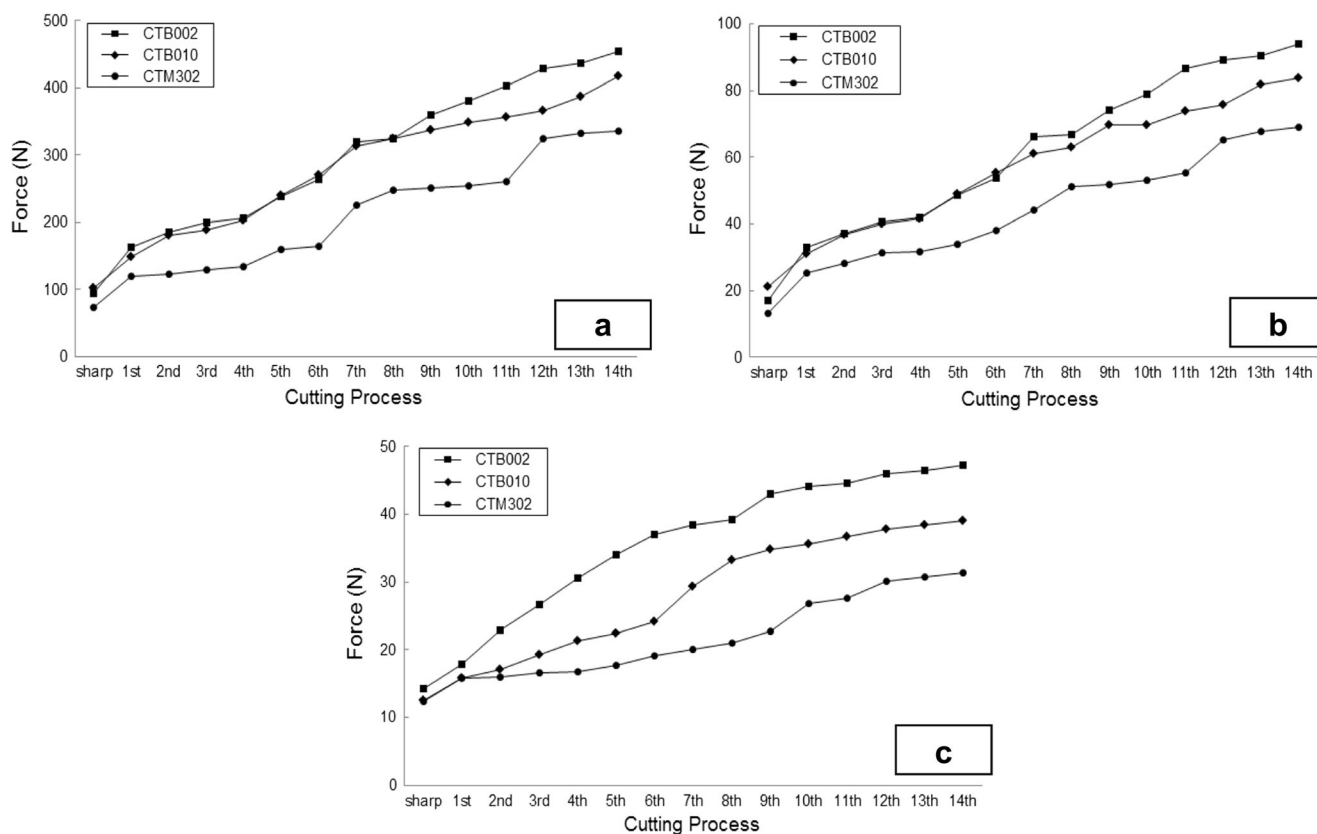 500
400
300
200
100
0
Force (N)
CTB002
CTB010
CTM302
a
sharp 1st 2nd 3rd 4th 5th 6th 7th 8th 9th 10th 11th 12th 13th 14th
Cutting Process
100
80
60
40
20
0
Force (N)
CTB002
CTB010
CTM302
b
sharp 1st 2nd 3rd 4th 5th 6th 7th 8th 9th 10th 11th 12th 13th 14th
Cutting Process
50
40
30
20
10
0
Force (N)
CTB002
CTB010
CTM302
c
sharp 1st 2nd 3rd 4th 5th 6th 7th 8th 9th 10th 11th 12th 13th 14th
Cutting Process